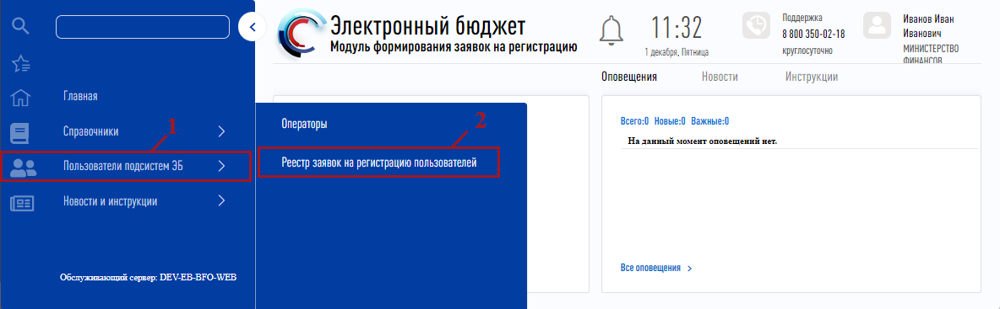 Главная
Справочники
1
Пользователи подсистем ЭБ
Новости и инструкции
Обслуживающий сервер: DEV-EB-BFO-WEB
Электронный бюджет
Модуль формирования заявок на регистрацию
11:32
1 декабря, Пятница
Поддержка
8 800 350-02-18
круглосуточно
Иванов Иван
Иванович
МИНИСТЕРСТВО
ФИНАНСОВ
Оповещения
Новости
Инструкции
Операторы
2
Реестр заявок на регистрацию пользователей
Всего:0 Новые:0 Важные:0
На данный момент оповещений нет.
Все оповещения